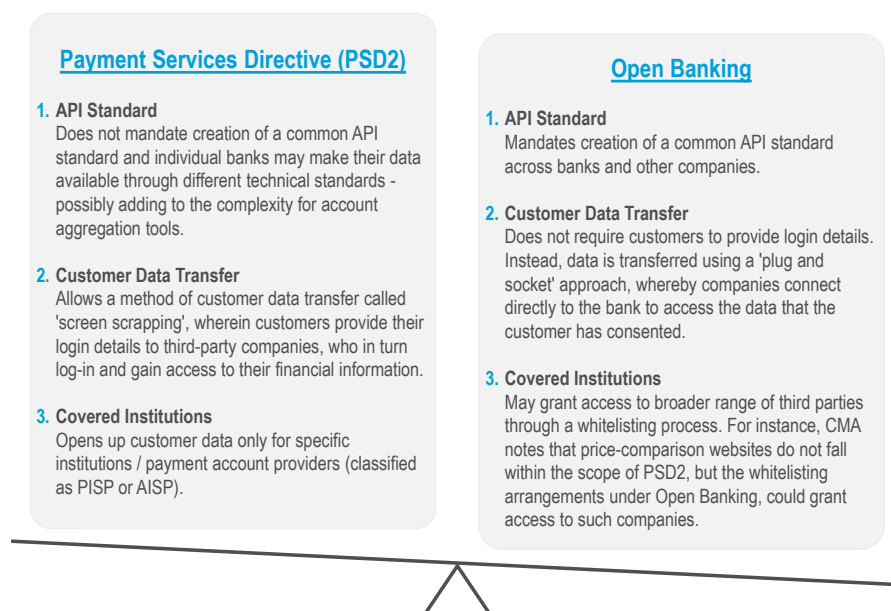 Payment Services Directive (PSD2)
1. API Standard
Does not mandate creation of a common API
standard and individual banks may make their data
available through different technical standards -
possibly adding to the complexity for account
aggregation tools.
2. Customer Data Transfer
Allows a method of customer data transfer called
'screen scrapping', wherein customers provide their
login details to third-party companies, who in turn
log-in and gain access to their financial information.
3. Covered Institutions
Opens up customer data only for specific
institutions / payment account providers (classified
as PISP or AISP).
Open Banking
1. API Standard
Mandates creation of a common API standard
across banks and other companies.
2. Customer Data Transfer
Does not require customers to provide login details.
Instead, data is transferred using a 'plug and
socket' approach, whereby companies connect
directly to the bank to access the data that the
customer has consented.
3. Covered Institutions
May grant access to broader range of third parties
through a whitelisting process. For instance, CMA
notes that price-comparison websites do not fall
within the scope of PSD2, but the whitelisting
arrangements under Open Banking, could grant
access to such companies.